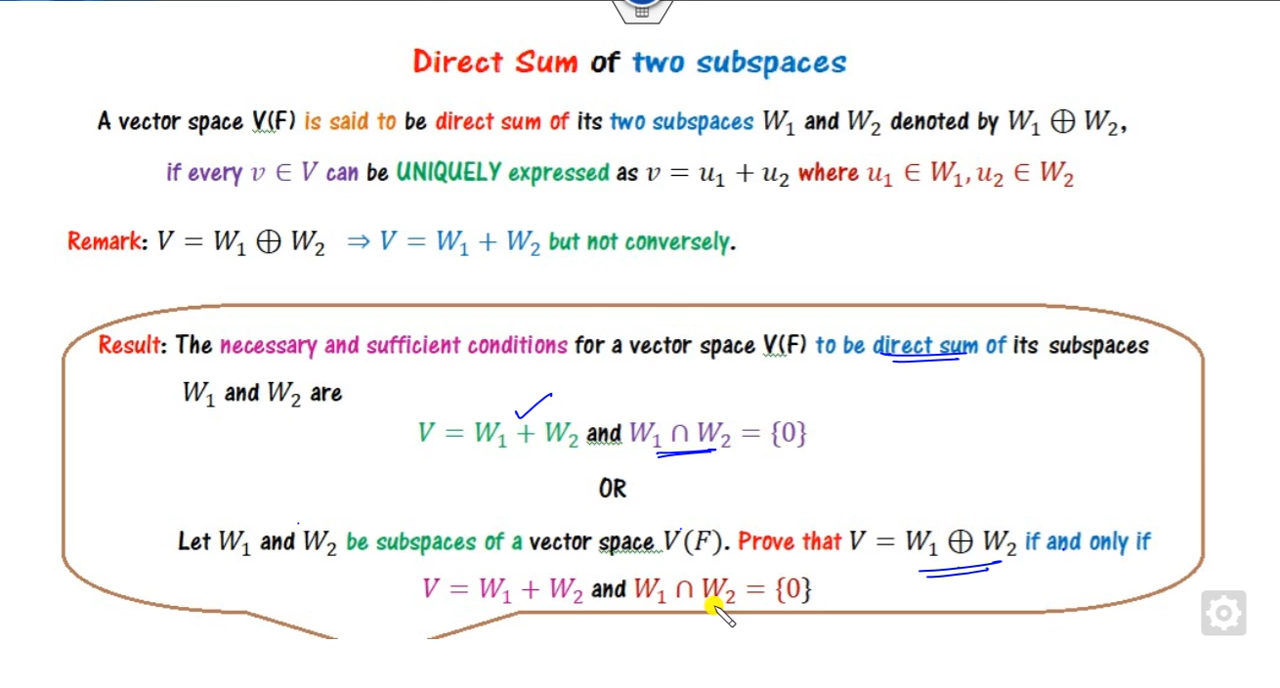 Direct Sum of two subspaces
A vector space V(F) is said to be direct sum of its two subspaces W₁ and W₂ denoted by W₁ ⊕ W₂,
if every v ∈ V can be UNIQUELY expressed as v = u₁ + u₂ where u₁ ∈ W₁, u₂ ∈ W₂
Remark: V = W₁ ⊕ W₂ ⇒ V = W₁ + W₂ but not conversely.
Result: The necessary and sufficient conditions for a vector space V(F) to be direct sum of its subspaces
W₁ and W₂ are
V = W₁ + W₂ and W₁ ∩ W₂ = {0}
OR
Let W₁ and W₂ be subspaces of a vector space V(F). Prove that V = W₁ ⊕ W₂ if and only if
V = W₁ + W₂ and W₁ ∩ W₂ = {0}